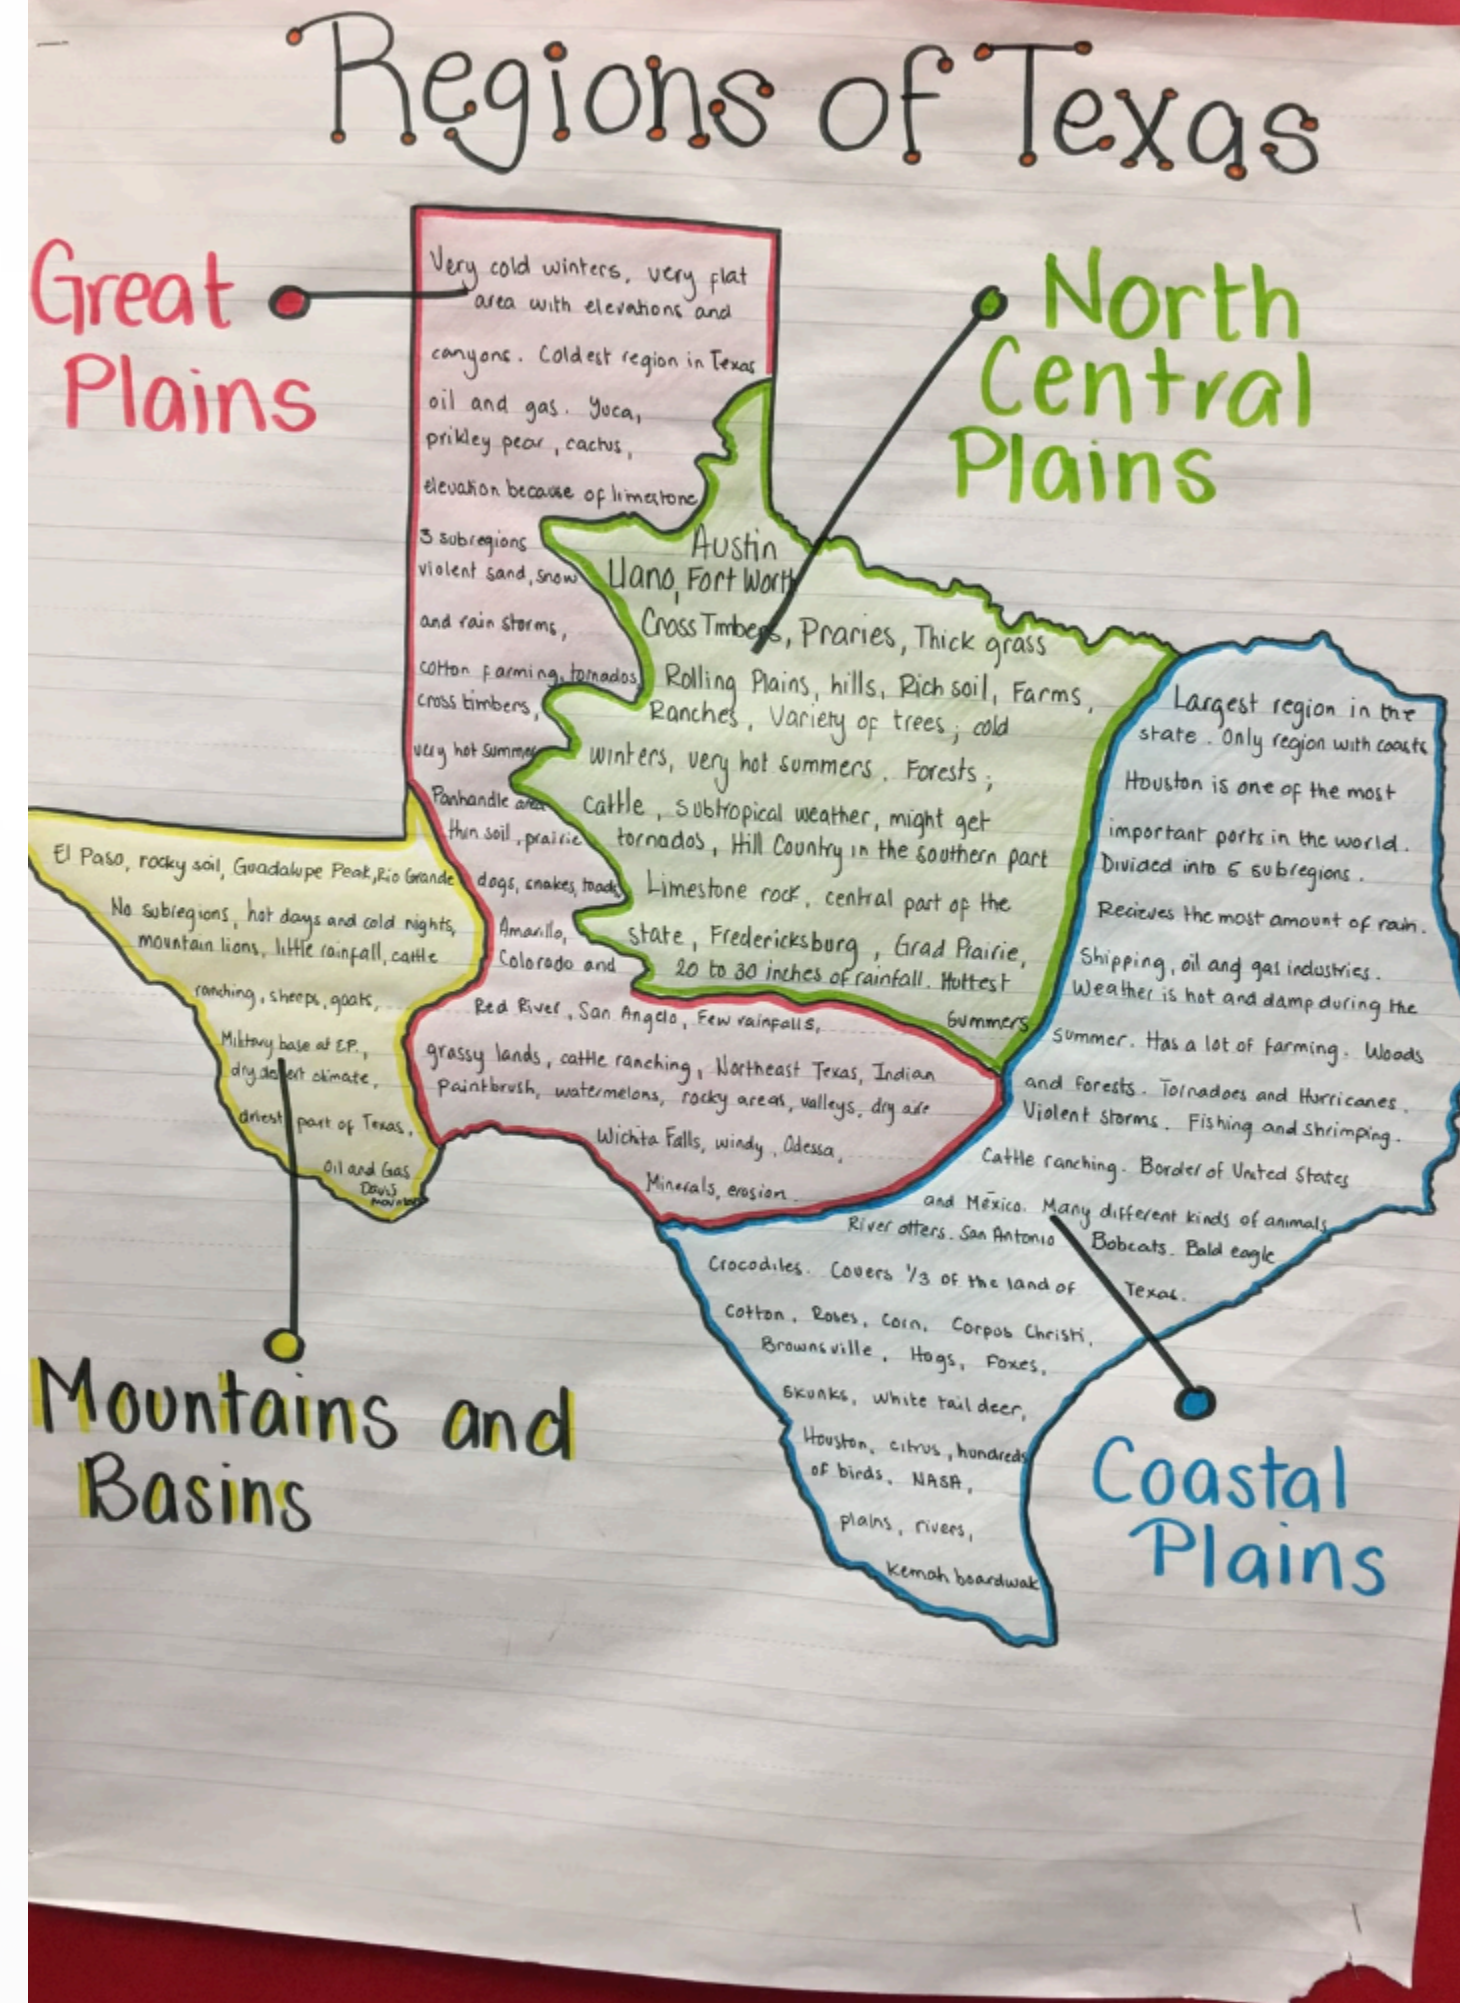 Regions of Texas
Great
Plains
Very cold winters, very flat
area with elevations and
canyons. Coldest region in Texas
oil and gas. Yuca,
prikley pear, cactus,
elevation because of limestone
3 subregions
violent sand, snow
and rain storms,
cotton farming, tornados
cross timbers,
very hot summer
Panhandle area
thin soil, prairie
dogs, snakes, toads
Amarillo,
Colorado and
Red River, San Angelo, Few rainfalls,
grassy lands, cattle ranching, Northeast Texas, Indian
paintbrush, watermelons, rocky areas, valleys, dry air
Wichita Falls, windy, Odessa,
Minerals, erosion.
North
Central
Plains
Austin
Llano, Fort Worth
Cross Timbers, Praries, Thick grass
Rolling Plains, hills, Rich soil, Farms,
Ranches, Variety of trees, cold
winters, very hot summers. Forests,
cattle, subtropical weather, might get
tornados, Hill Country in the southern part
Limestone rock, central part of the
state, Fredericksburg, Grad Prairie,
20 to 30 inches of rainfall. Hottest
summers
El Paso, rocky soil, Guadalupe Peak, Rio Grande
No subregions, hot days and cold nights,
mountain lions, little rainfall, cattle
ranching, sheeps, goats,
Military base at E.P.,
dry desert climate,
driest part of Texas,
Oil and Gas
Davis
Mountains
Mountains and
Basins
Largest region in the
state. Only region with coasts
Houston is one of the most
important ports in the world.
Divided into 5 subregions.
Recieves the most amount of rain.
Shipping, oil and gas industries.
Weather is hot and damp during the
summer. Has a lot of farming. Woods
and forests. Tornadoes and Hurricanes.
Violent storms. Fishing and shrimping.
Cattle ranching. Border of United States
and México. Many different kinds of animals
River otters. San Antonio Bobcats. Bald eagle
Crocodiles. Covers 1/3 of the land of Texas.
Cotton, Roses, Corn, Corpus Christi,
Brownsville, Hogs, Foxes,
skunks, white tail deer,
Houston, citrus, hundreds
of birds, NASA,
plains, rivers,
Kemah boardwak
Coastal
Plains